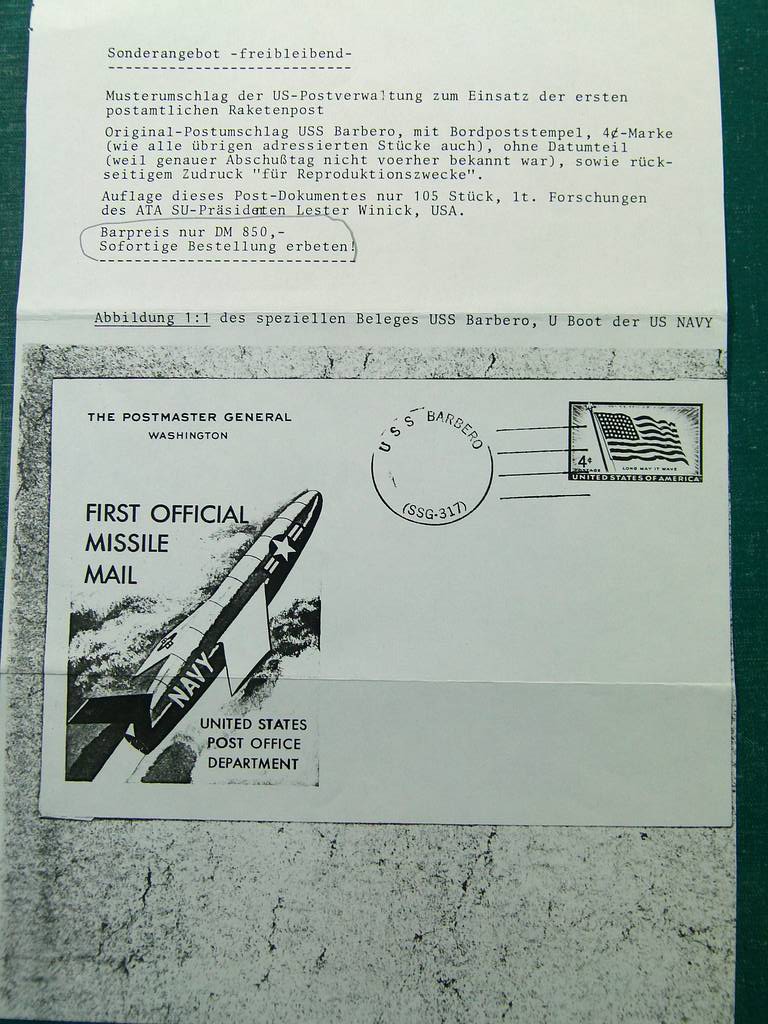 Sonderangebot -freibleibend-
Musterumschlag der US-Postverwaltung zum Einsatz der ersten
postamtlichen Raketenpost
Original-Postumschlag USS Barbero, mit Bordpoststempel, 4¢-Marke
(wie alle übrigen adressierten Stücke auch), ohne Datumteil
(weil genauer Abschußtag nicht voerher bekannt war), sowie rück-
seitigem Zudruck "für Reproduktionszwecke".
Auflage dieses Post-Dokumentes nur 105 Stück, lt. Forschungen
des ATA SU-Präsidenten Lester Winick, USA.
Barpreis nur DM 850,-
Sofortige Bestellung erbeten!
Abbildung 1:1 des speziellen Beleges USS Barbero, U Boot der US NAVY
THE POSTMASTER GENERAL
WASHINGTON
FIRST OFFICIAL
MISSILE
MAIL
NAVY
UNITED STATES
POST OFFICE
DEPARTMENT
USS BARBERO
(SSG-317)
4¢
POSTAGE
LONG MAY IT WAVE
UNITED STATES OF AMERICA